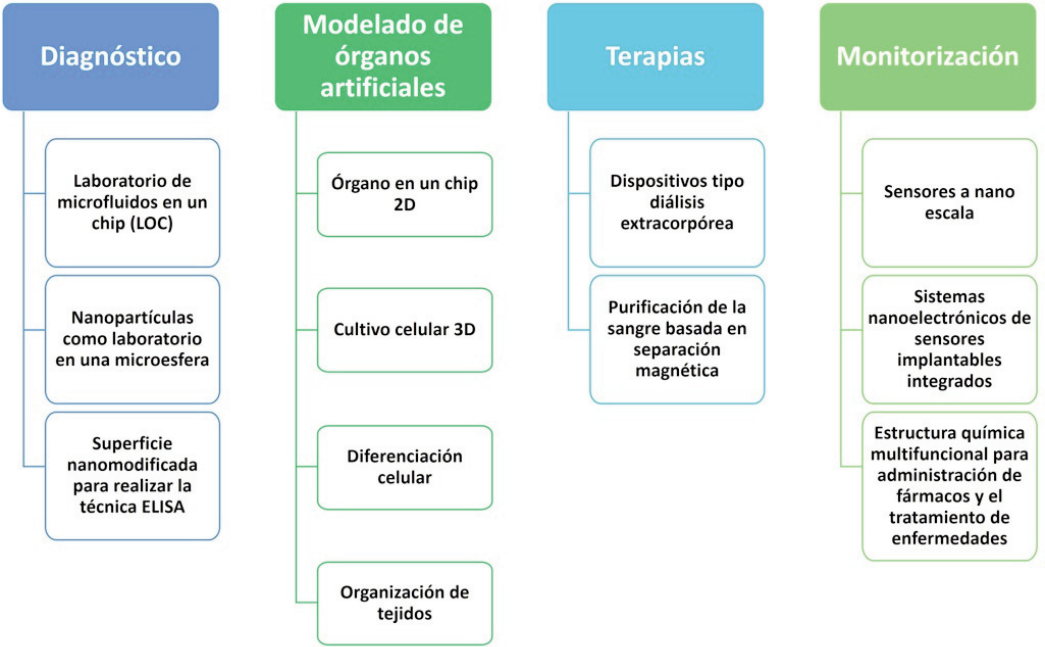 Diagnóstico
Laboratorio de
microfluidos en un
chip (LOC)
Nanopartículas
como laboratorio
en una microesfera
Superficie
nanomodificada
para realizar la
técnica ELISA
Modelado de
órganos
artificiales
Órgano en un chip
2D
Cultivo celular 3D
Diferenciación
celular
Organización de
tejidos
Terapias
Dispositivos tipo
diálisis
extracorpórea
Purificación de la
sangre basada en
separación
magnética
Monitorización
Sensores a nano
escala
Sistemas
nanoelectrónicos de
sensores
implantables
integrados
Estructura química
multifuncional para
administración de
fármacos y el
tratamiento de
enfermedades